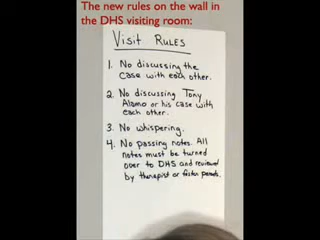 The new rules on the wall in
the DHS visiting room:
Visit Rules
1. No discussing the
case with each other.
2. No discussing Tony
Alamo or his case with
each other.
3. No whispering.
4. No passing notes. All
notes must be turned
over to DHS and reviewed
by therapist or foster parents.